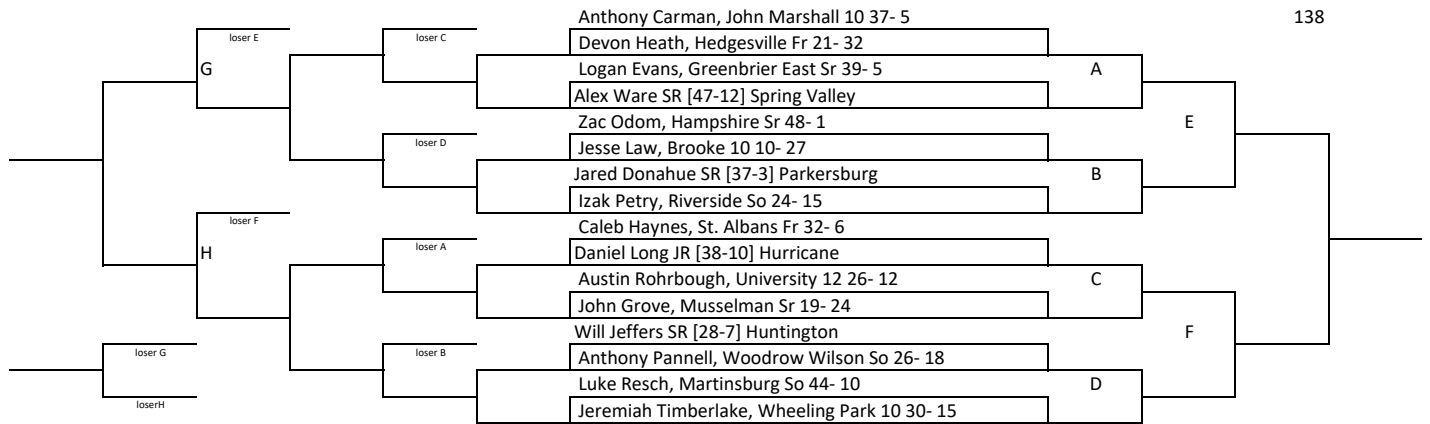 Anthony Carman, John Marshall 10 37- 5
138
loser E
loser C
Devon Heath, Hedgesville Fr 21- 32
G
Logan Evans, Greenbrier East Sr 39- 5
A
Alex Ware SR [47-12] Spring Valley
Zac Odom, Hampshire Sr 48- 1
E
loser D
Jesse Law, Brooke 10 10- 27
Jared Donahue SR [37-3] Parkersburg
B
Izak Petry, Riverside So 24- 15
loser F
Caleb Haynes, St. Albans Fr 32- 6
H
loser A
Daniel Long JR [38-10] Hurricane
Austin Rohrbough, University 12 26- 12
C
John Grove, Musselman Sr 19- 24
Will Jeffers SR [28-7] Huntington
F
loser G
loser B
Anthony Pannell, Woodrow Wilson So 26- 18
Luke Resch, Martinsburg So 44- 10
D
loserH
Jeremiah Timberlake, Wheeling Park 10 30- 15